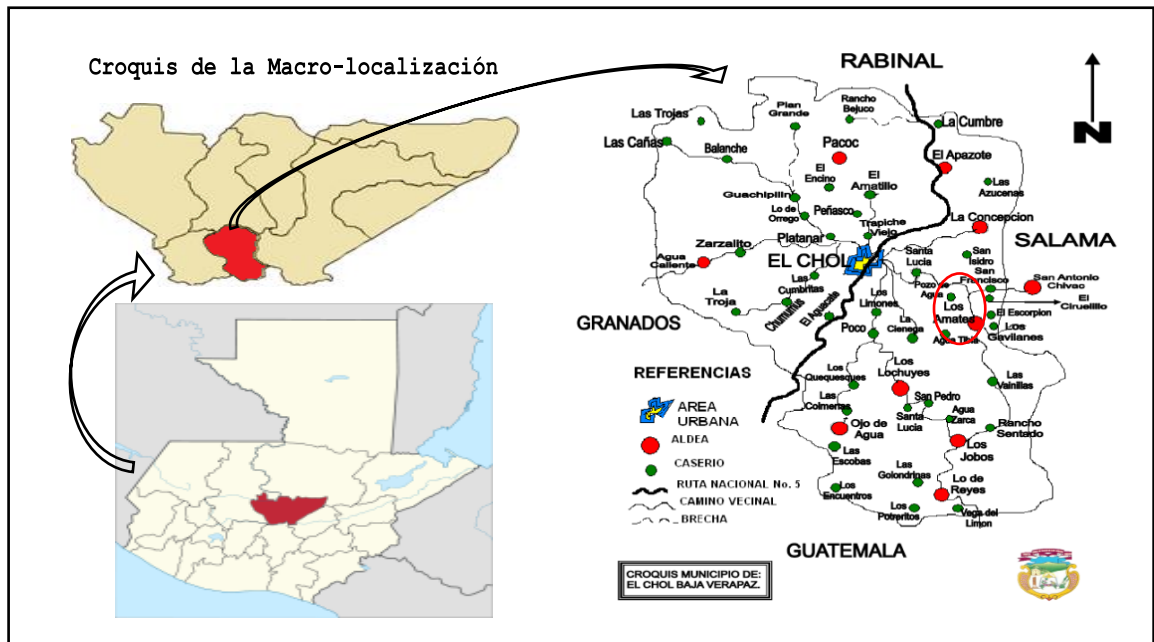 Croquis de la Macro-localización
RABINAL
N
Las Trojas
Plan
Grande
Rancho
Bejuco
La Cumbre
Las Cañas
Balanche
Pacoc
El Apazote
El
Encino
El
Amatillo
Las
Azucenas
Guachipilin
Lo de
Orrego
Peñasco
Trapiche
Viejo
La Concepcion
SALAMA
Zarzalito
Platanar
Agua
Caliente
EL CHOL
Santa
Lucia
San
Isidro
San
Francisco
San Antonio
Chivac
Las
Cumbritas
Pozo de
Agua
El
Ciruelillo
La
Troja
Chumumus
El Aguacate
Los
Limones
La
Cienega
Los
Amates
El Escorpion
Los
Gavilanes
GRANADOS
Poco
Agua Tibia
Los
Quequesques
Los
Lochuyes
Las
Vainillas
REFERENCIAS
AREA
URBANA
ALDEA
CASERIO
RUTA NACIONAL No. 5
CAMINO VECINAL
BRECHA
Las
Colmenas
San Pedro
Santa
Lucia
Agua
Zarca
Rancho
Sentado
Ojo de
Agua
Los
Jobos
Las
Escobas
Las
Golondrinas
Lo de
Reyes
Los
Encuentros
Los
Potreritos
Vega del
Limon
GUATEMALA
CROQUIS MUNICIPIO DE:
EL CHOL BAJA VERAPAZ.